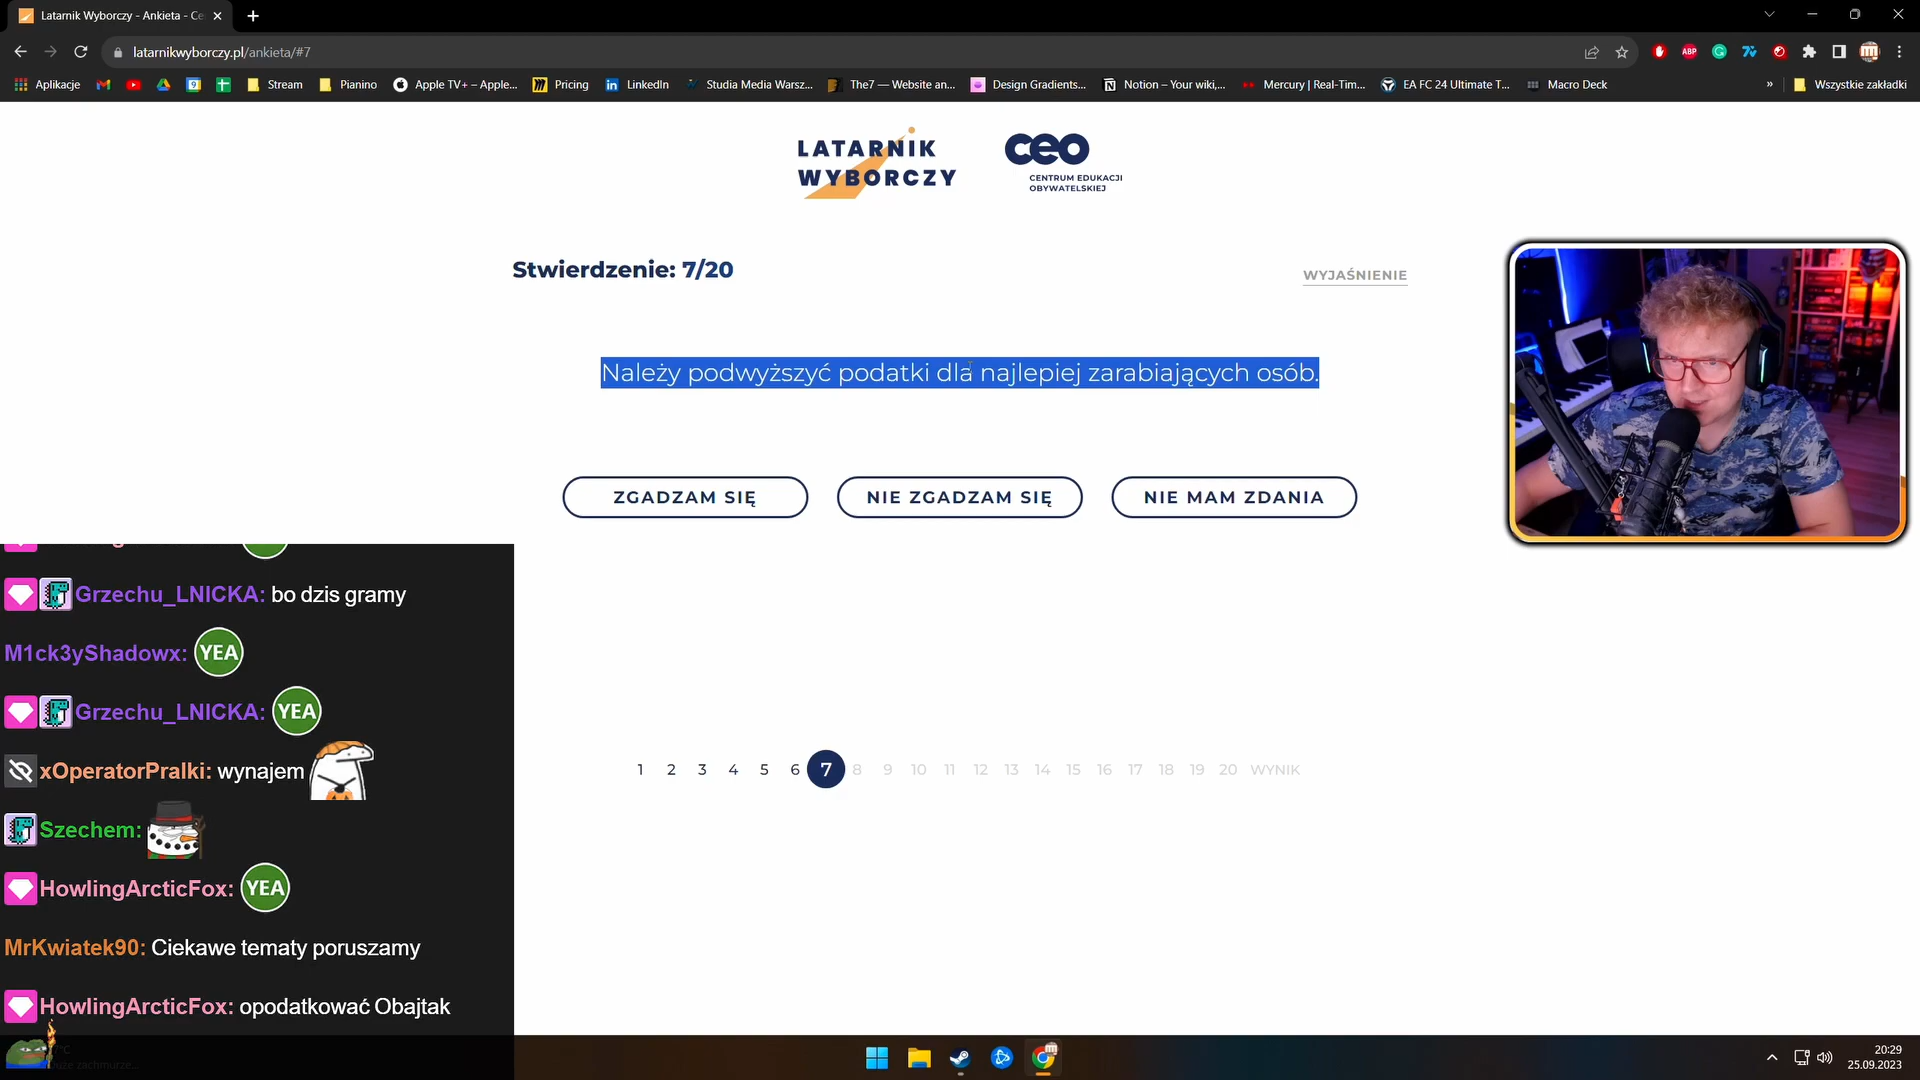 Latarnik Wyborczy - Ankieta - Ce
latarnikwyborczy.pl/ankieta/#7
Aplikacje
Stream
Pianino
Apple TV+ – Apple...
Pricing
LinkedIn
Studia Media Warsz...
The7 — Website an...
Design Gradients...
Notion – Your wiki,...
Mercury | Real-Tim...
EA FC 24 Ultimate T...
Macro Deck
»
Wszystkie zakładki
LATARNIK
WYBORCZY
ceo
CENTRUM EDUKACJI
OBYWATELSKIEJ
Stwierdzenie: 7/20
WYJAŚNIENIE
Należy podwyższyć podatki dla najlepiej zarabiających osób.
ZGADZAM SIĘ
NIE ZGADZAM SIĘ
NIE MAM ZDANIA
Grzechu_LNICKA: bo dzis gramy
M1ck3yShadowx: YEA
Grzechu_LNICKA: YEA
xOperatorPralki: wynajem
Szechem:
HowlingArcticFox: YEA
MrKwiatek90: Ciekawe tematy poruszamy
HowlingArcticFox: opodatkować Obajtak
1 2 3 4 5 6 7 8 9 10 11 12 13 14 15 16 17 18 19 20 WYNIK
20:29
25.09.2023